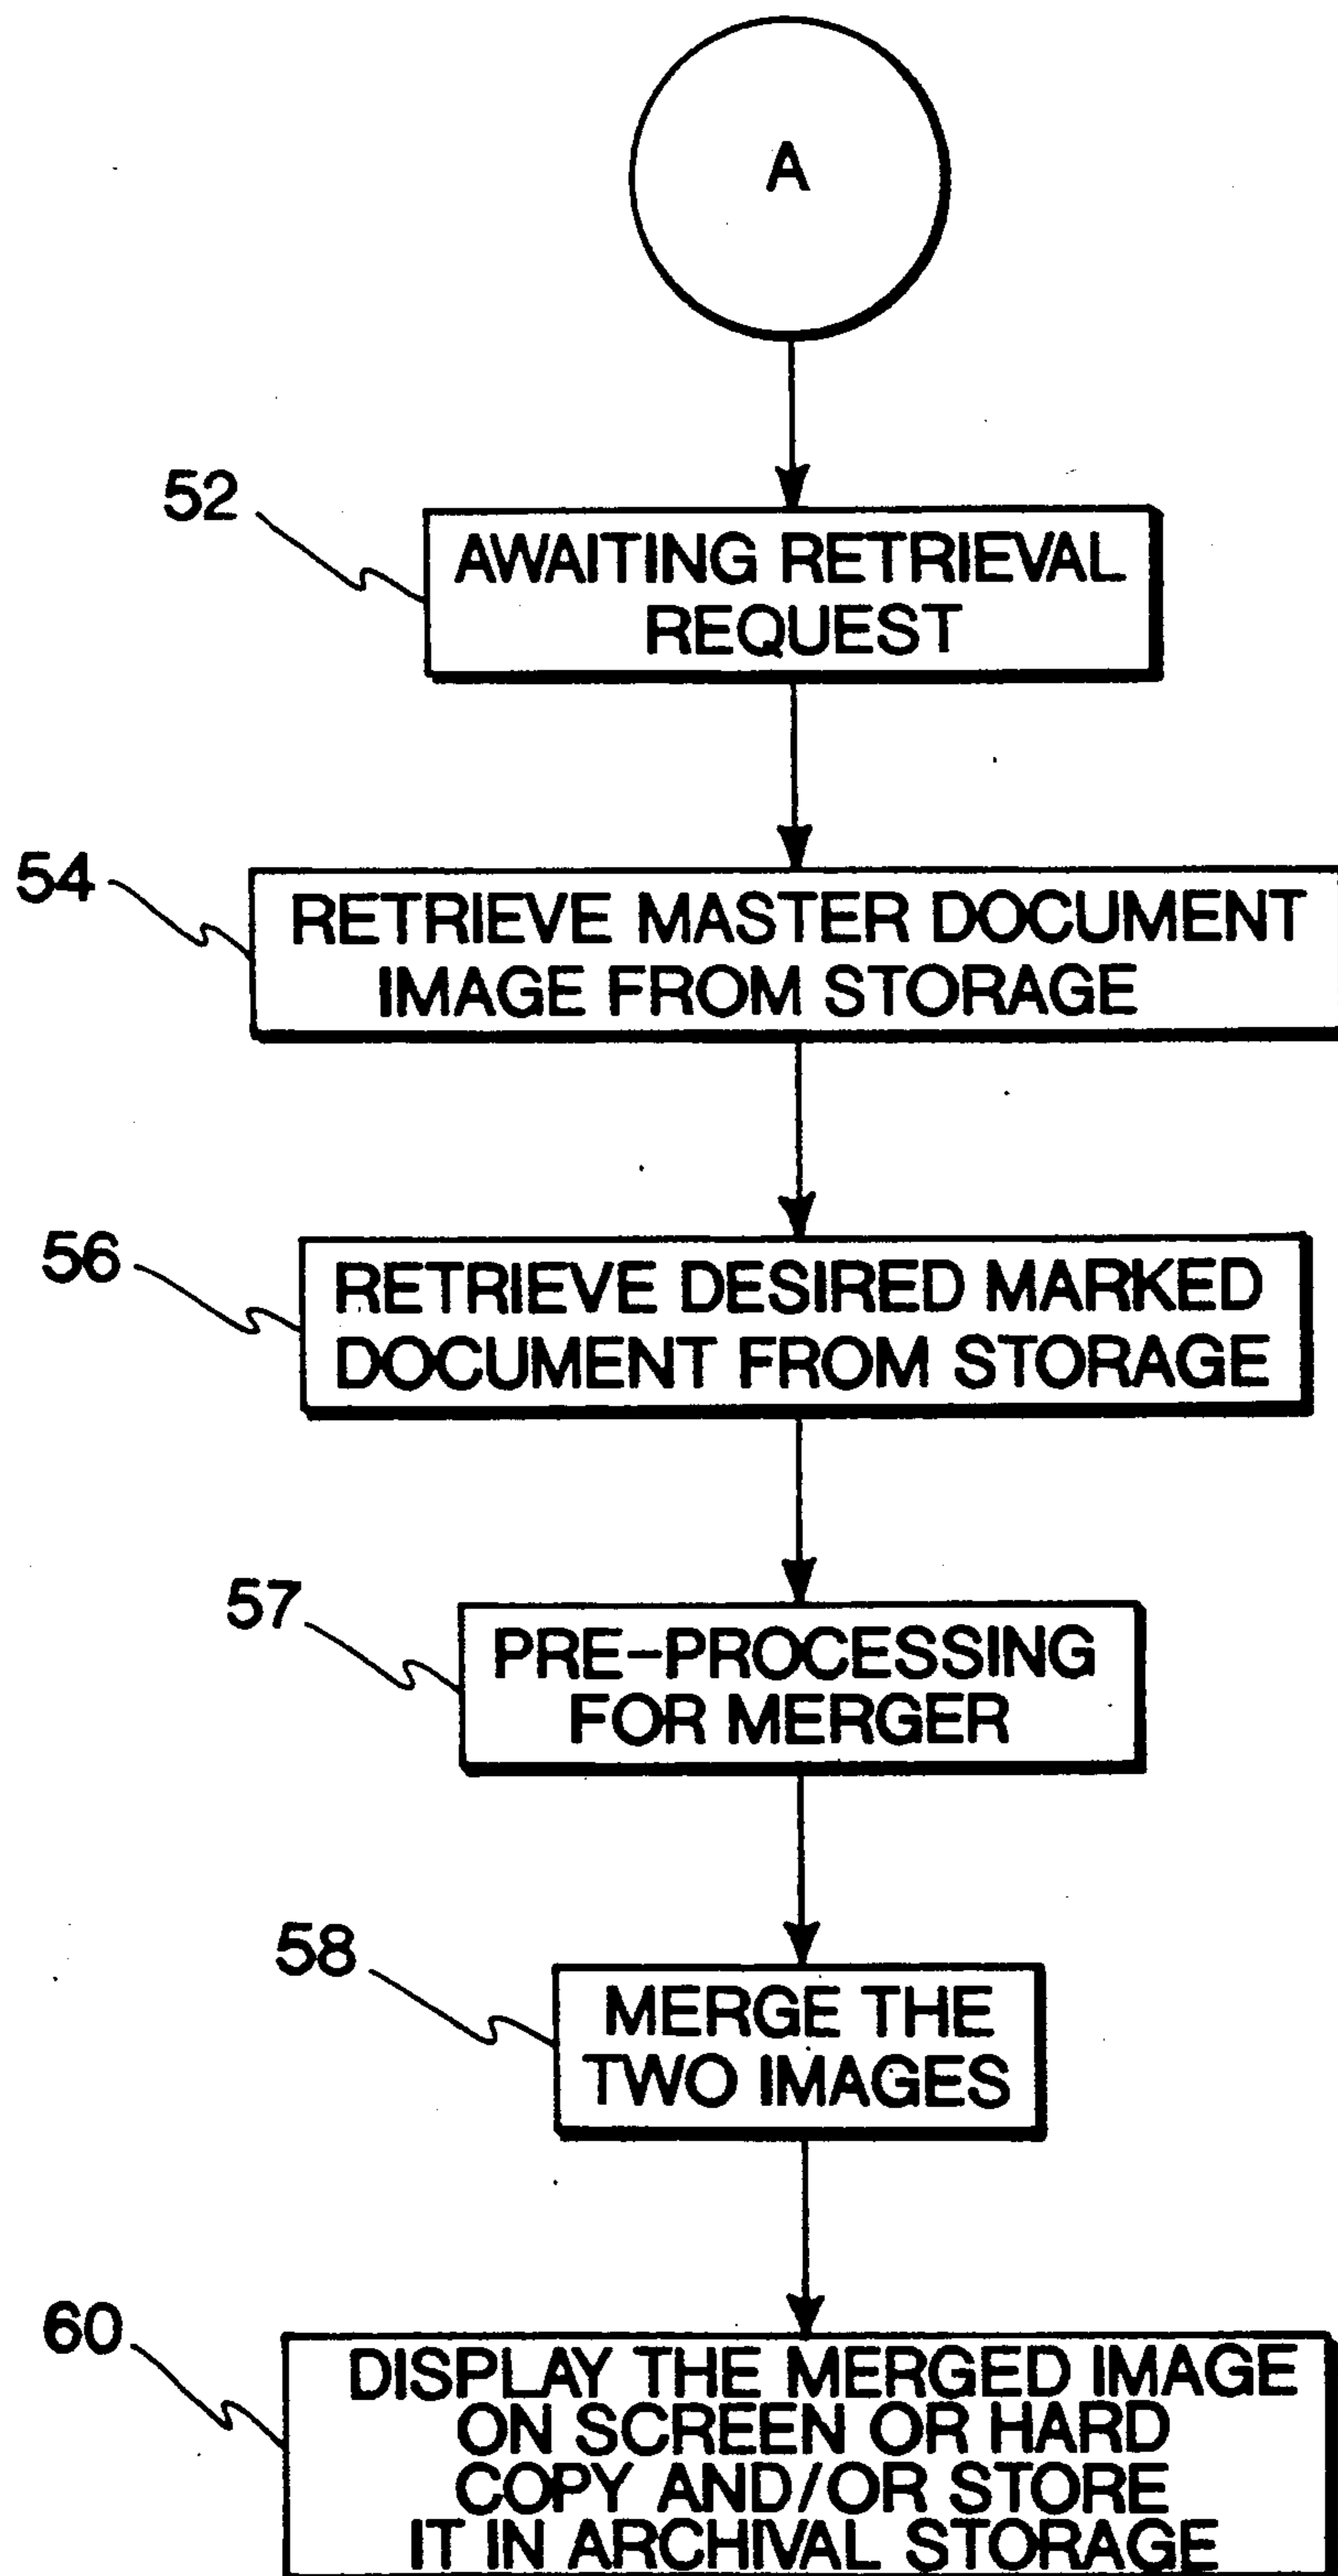 A
52
AWAITING RETRIEVAL
REQUEST
54
RETRIEVE MASTER DOCUMENT
IMAGE FROM STORAGE
56
RETRIEVE DESIRED MARKED
DOCUMENT FROM STORAGE
57
PRE-PROCESSING
FOR MERGER
58
MERGE THE
TWO IMAGES
60
DISPLAY THE MERGED IMAGE
ON SCREEN OR HARD
COPY AND/OR STORE
IT IN ARCHIVAL STORAGE